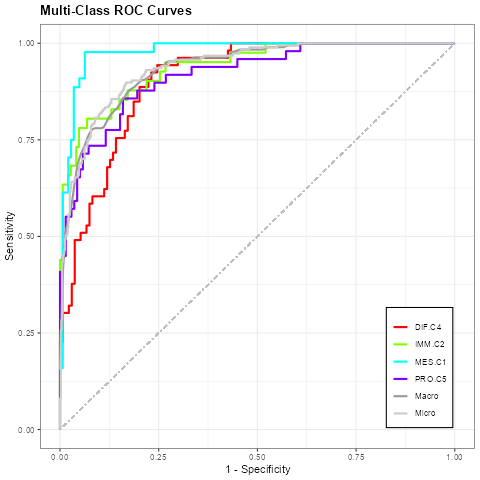 Multi-Class ROC Curves
1.00
0.75
0.50
0.25
0.00
Sensitivity
DIF.C4
IMM.C2
MES.C1
PRO.C5
Macro
Micro
0.00 0.25 0.50 0.75 1.00
1 - Specificity